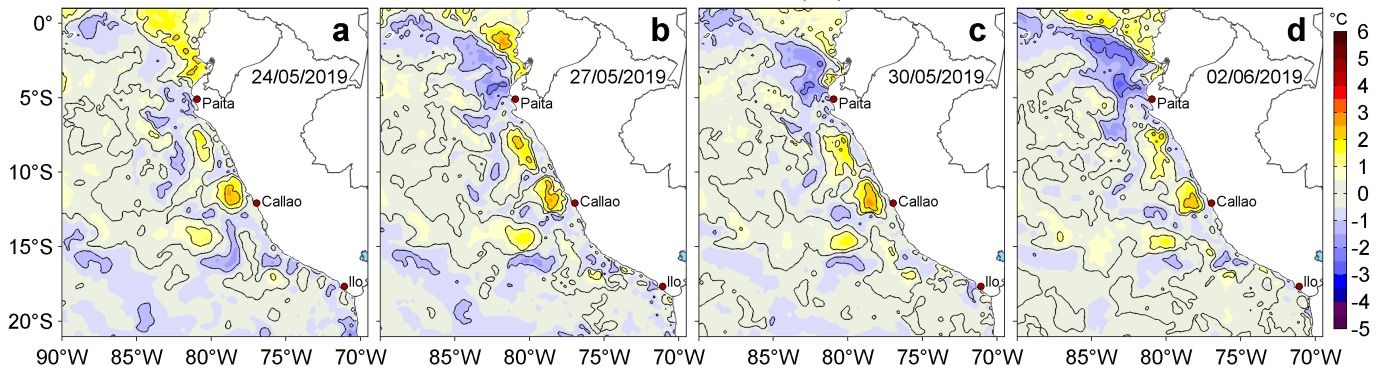 a
24/05/2019
Paita
Callao
Ilo
b
27/05/2019
Paita
Callao
Ilo
c
30/05/2019
Paita
Callao
Ilo
d
02/06/2019
Paita
Callao
Ilo
0°
5°S
10°S
15°S
20°S
90°W 85°W 80°W 75°W 70°W
85°W 80°W 75°W 70°W
85°W 80°W 75°W 70°W
85°W 80°W 75°W 70°W
°C
6
5
4
3
2
1
0
-1
-2
-3
-4
-5